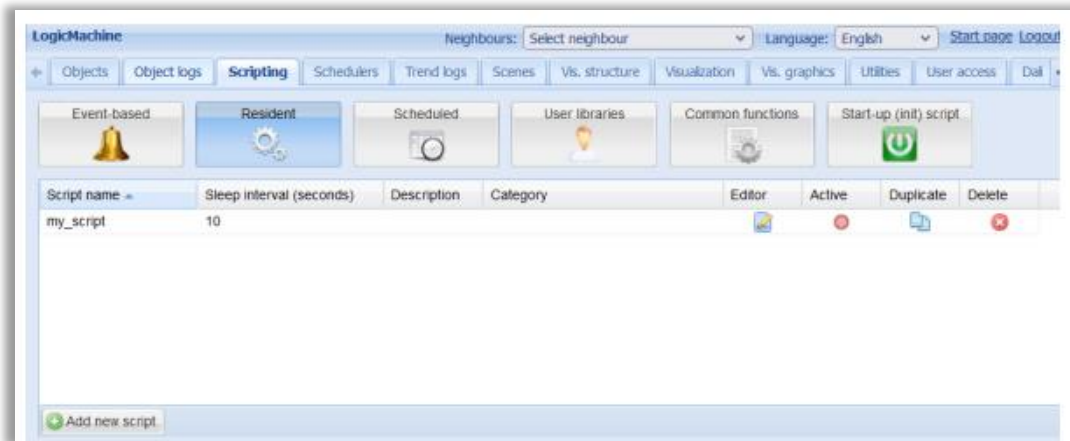 LogicMachine Neighbours: Select neighbour Language: English Start page Logout
Objects Object logs Scripting Schedulers Trend logs Scenes Vis. structure Visualization Vis. graphics Utilities User access Dali
Event-based Resident Scheduled User libraries Common functions Start-up (init) script
Script name Sleep interval (seconds) Description Category Editor Active Duplicate Delete
my_script 10
Add new script